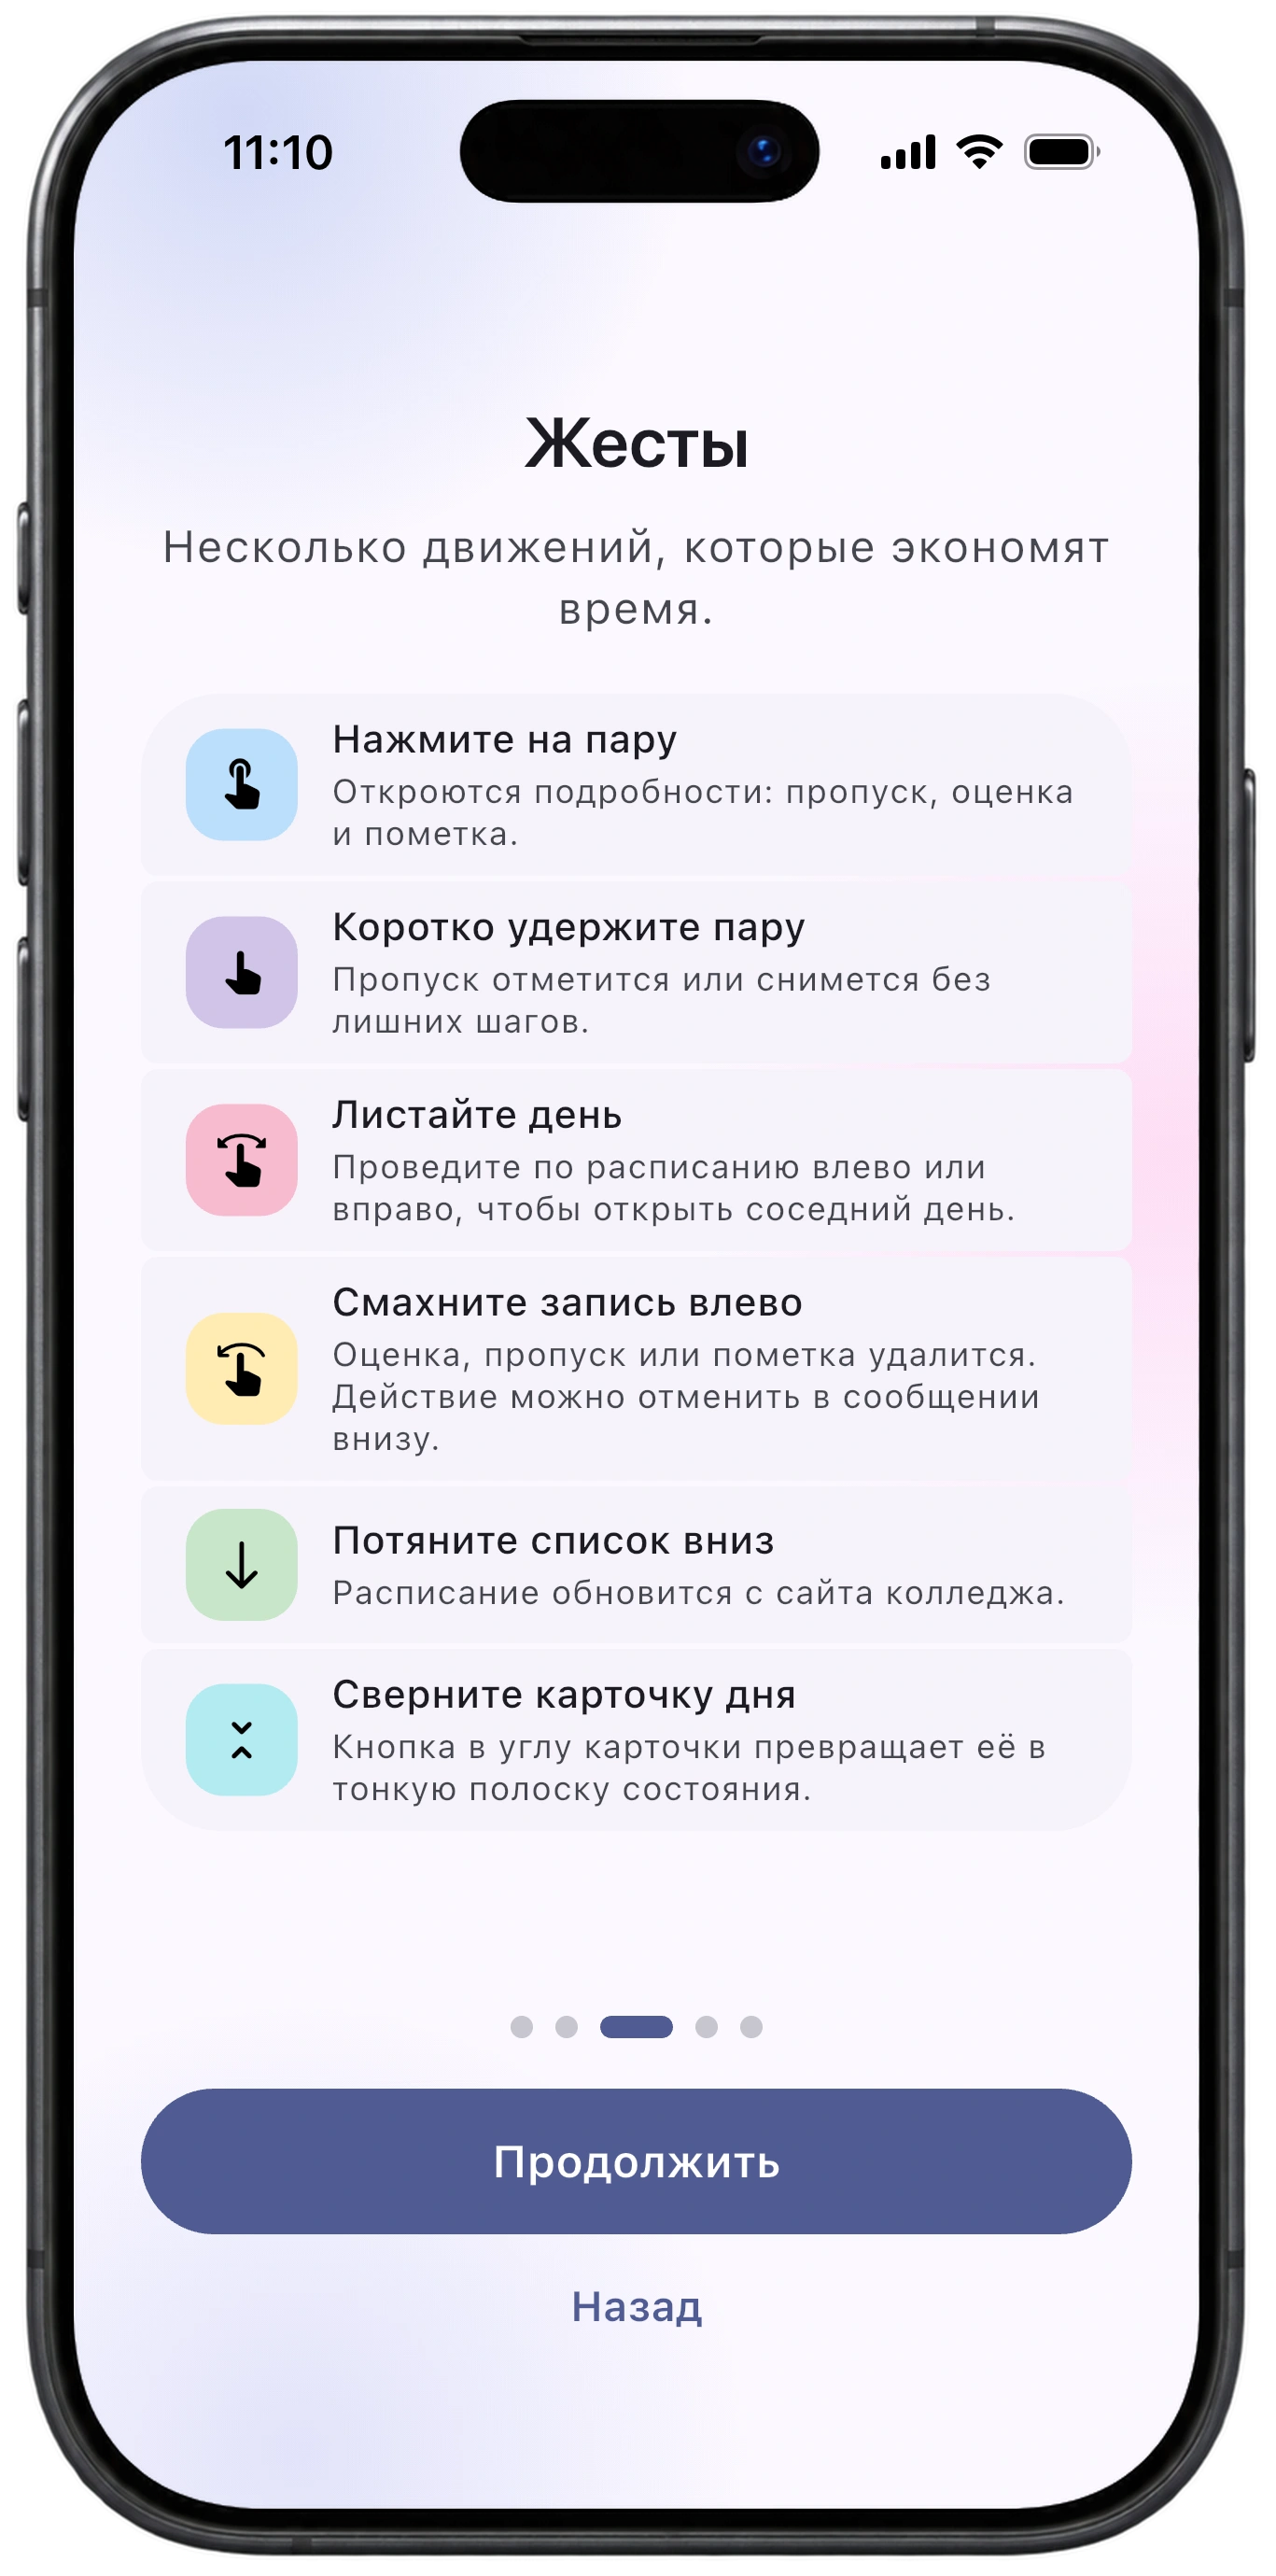 11:10
Жесты
Несколько движений, которые экономят
время.
Нажмите на пару
Откроются подробности: пропуск, оценка
и пометка.
Коротко удержите пару
Пропуск отметится или снимется без
лишних шагов.
Листайте день
Проведите по расписанию влево или
вправо, чтобы открыть соседний день.
Смахните запись влево
Оценка, пропуск или пометка удалится.
Действие можно отменить в сообщении
внизу.
Потяните список вниз
Расписание обновится с сайта колледжа.
Сверните карточку дня
Кнопка в углу карточки превращает её в
тонкую полоску состояния.
Продолжить
Назад